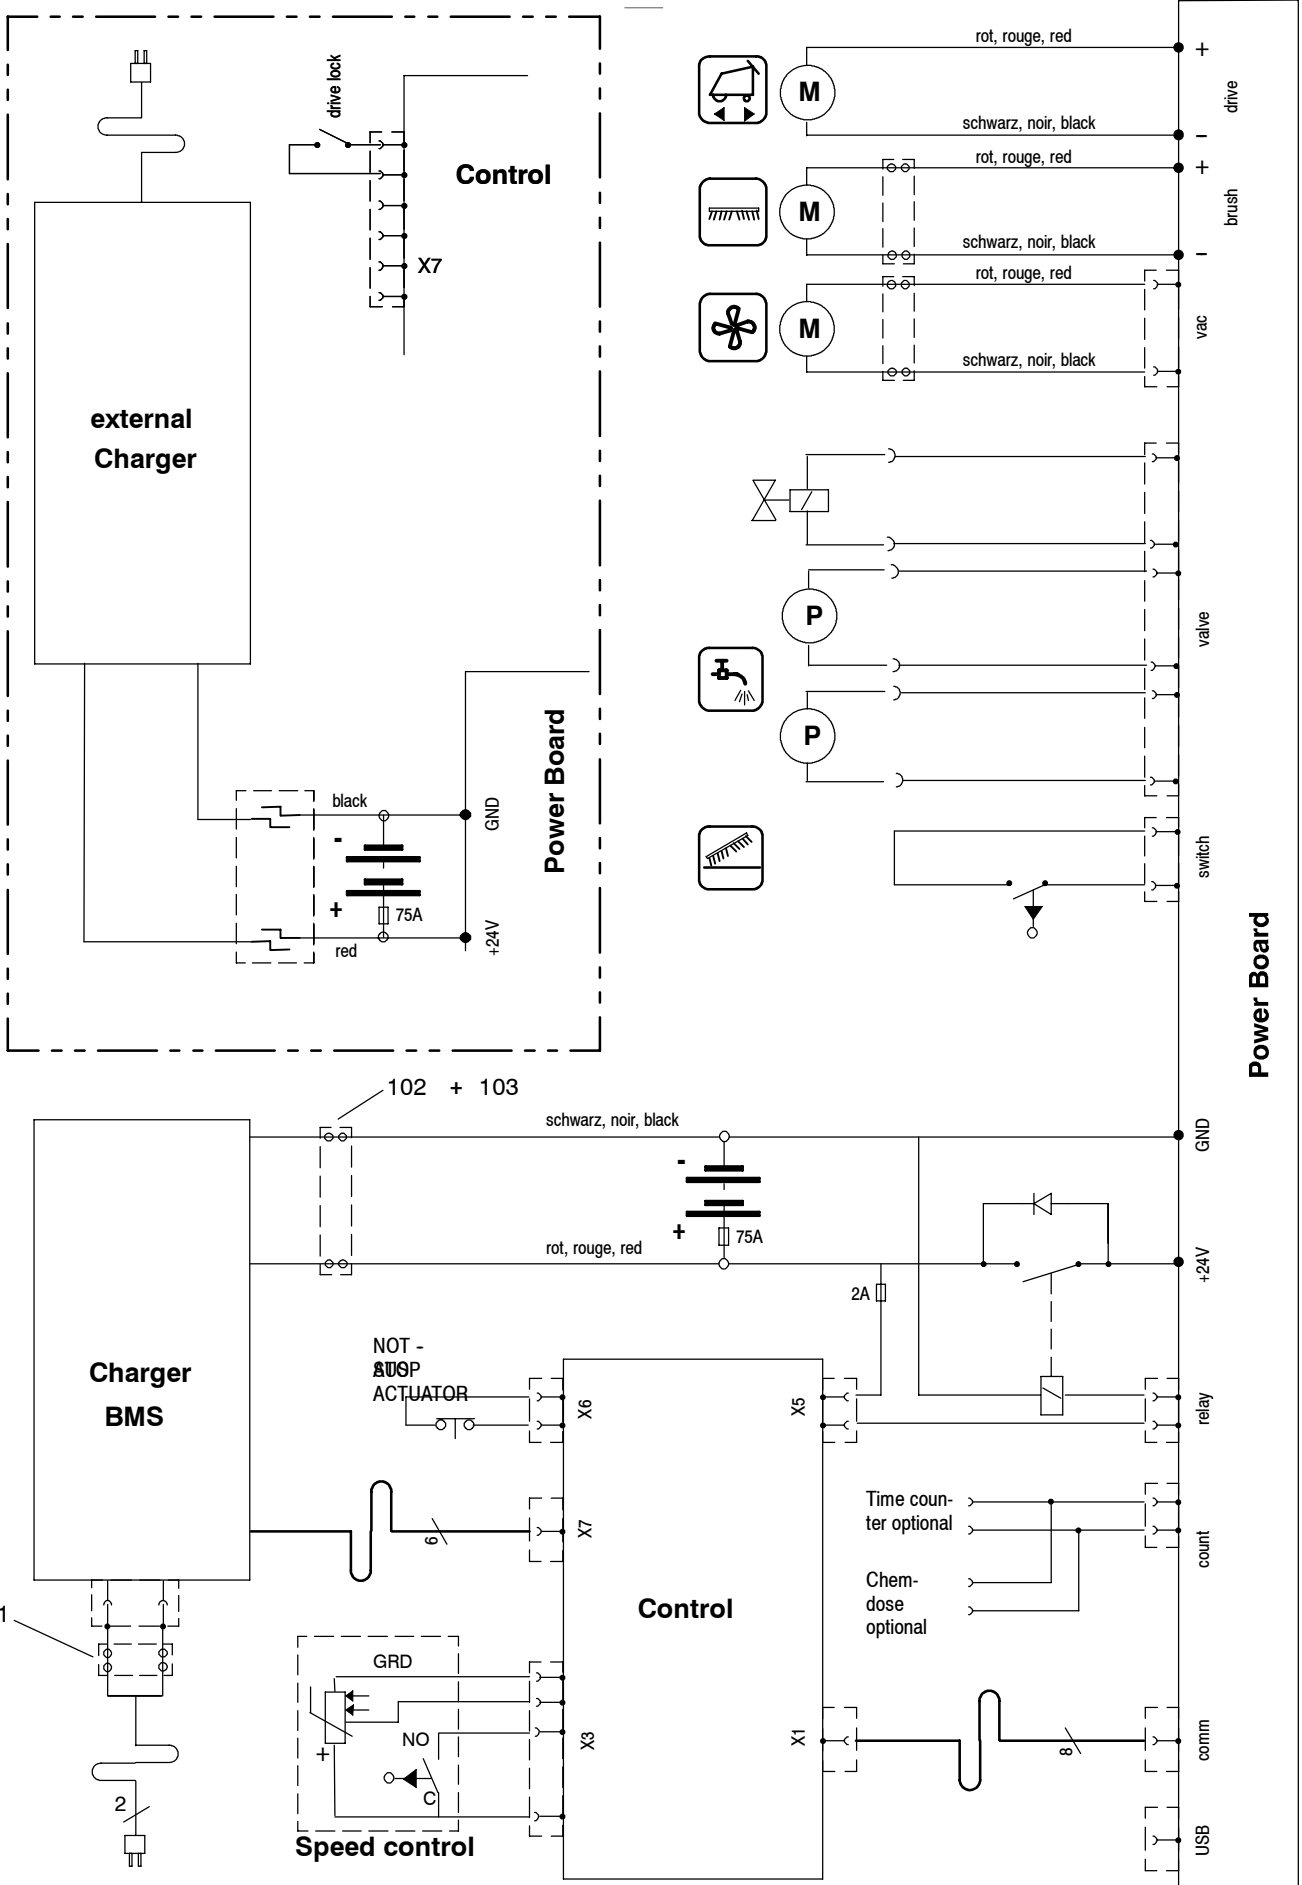 drive lock
Control
X7
external
Charger
black
-
+
75A
red
GND
+24V
Power Board
M
rot, rouge, red
+
schwarz, noir, black
-
drive
M
rot, rouge, red
+
schwarz, noir, black
-
brush
M
rot, rouge, red
schwarz, noir, black
vac
P
P
valve
switch
Power Board
102 + 103
schwarz, noir, black
GND
-
+
75A
rot, rouge, red
+24V
2A
Charger
BMS
NOT -
AUS
STOP
ACTUATOR
X6
X5
relay
6
X7
Time coun-
ter optional
count
Chem-
dose
optional
Control
1
GRD
NO
+
C
X3
Speed control
X1
8
comm
2
USB